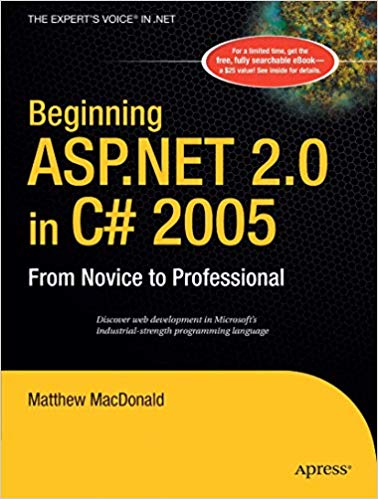 THE EXPERT'S VOICE® IN .NET
For a limited time, get the
free, fully searchable eBook—
a $25 value! See inside for details.
Beginning
ASP.NET 2.0
in C# 2005
From Novice to Professional
Discover web development in Microsoft's
industrial-strength programming language
Matthew MacDonald
Apress®